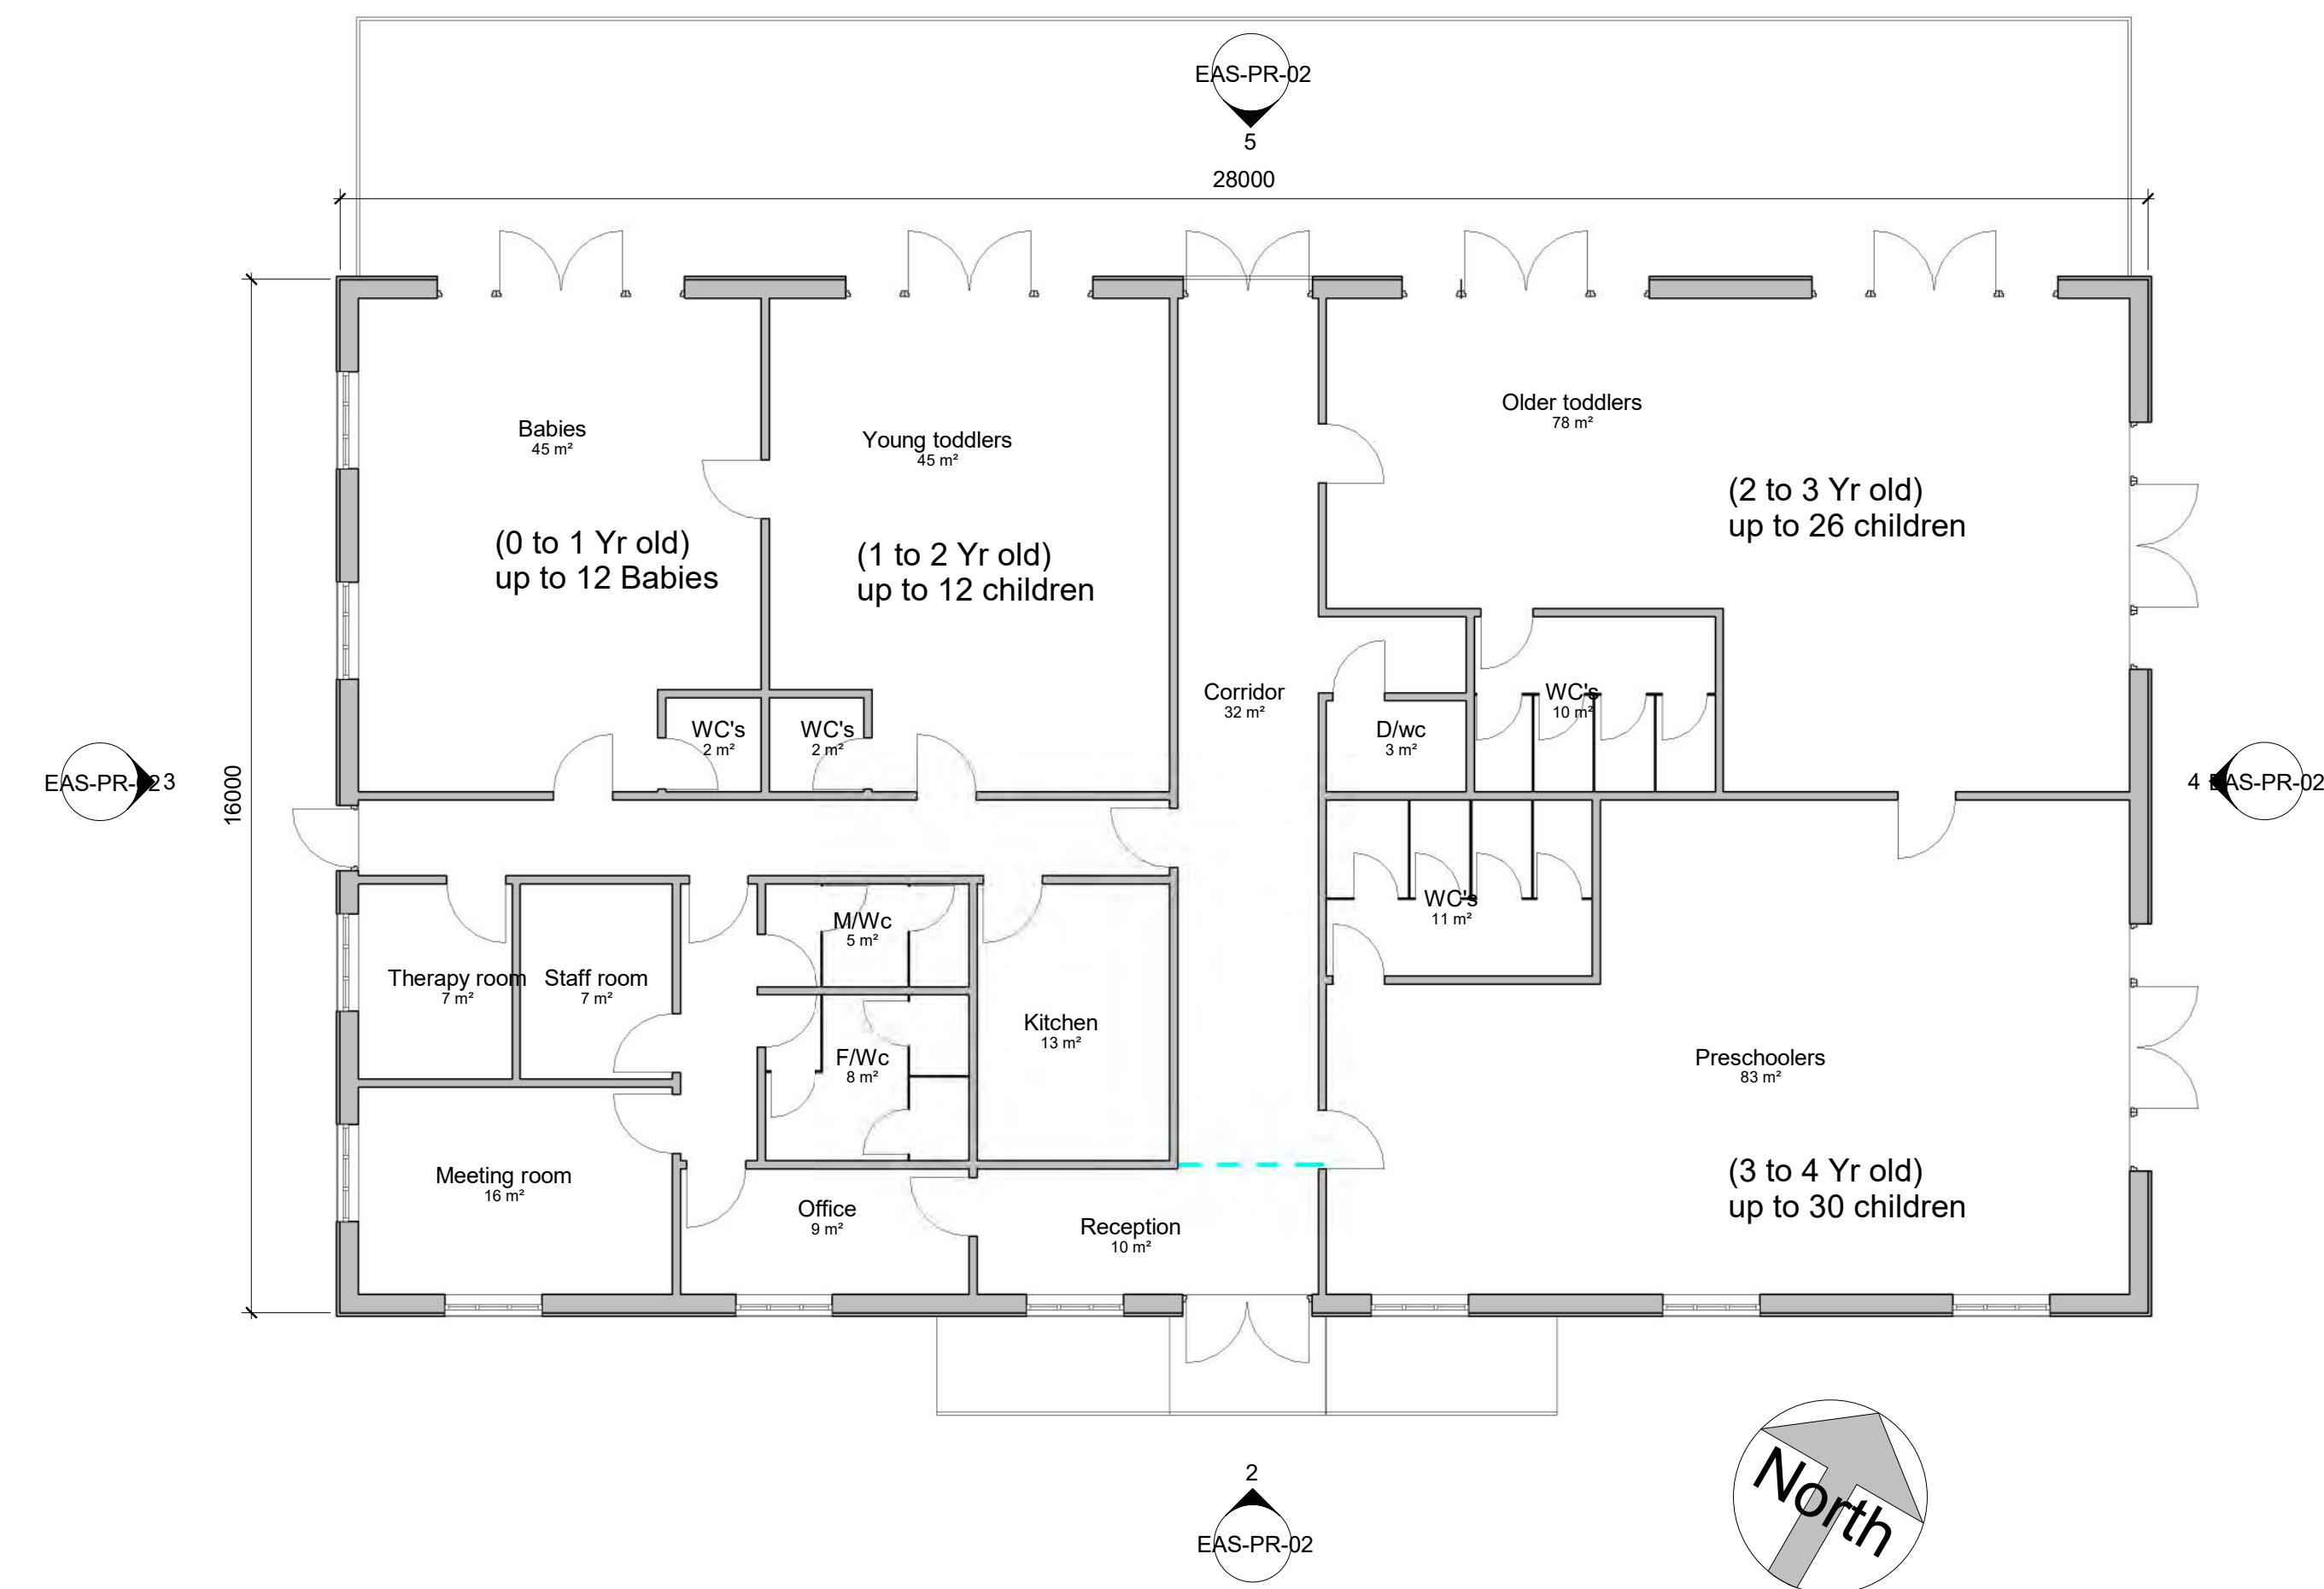 EAS-PR-02
5
28000
Babies
45 m²
Young toddlers
45 m²
Older toddlers
78 m²
(0 to 1 Yr old)
up to 12 Babies
(1 to 2 Yr old)
up to 12 children
(2 to 3 Yr old)
up to 26 children
WC's
2 m²
WC's
2 m²
Corridor
32 m²
D/wc
3 m²
WC's
10 m²
EAS-PR-02
3
16000
4
EAS-PR-02
M/Wc
5 m²
WC's
11 m²
Therapy room
7 m²
Staff room
7 m²
F/Wc
8 m²
Kitchen
13 m²
Preschoolers
83 m²
Meeting room
16 m²
Office
9 m²
Reception
10 m²
(3 to 4 Yr old)
up to 30 children
2
EAS-PR-02
North